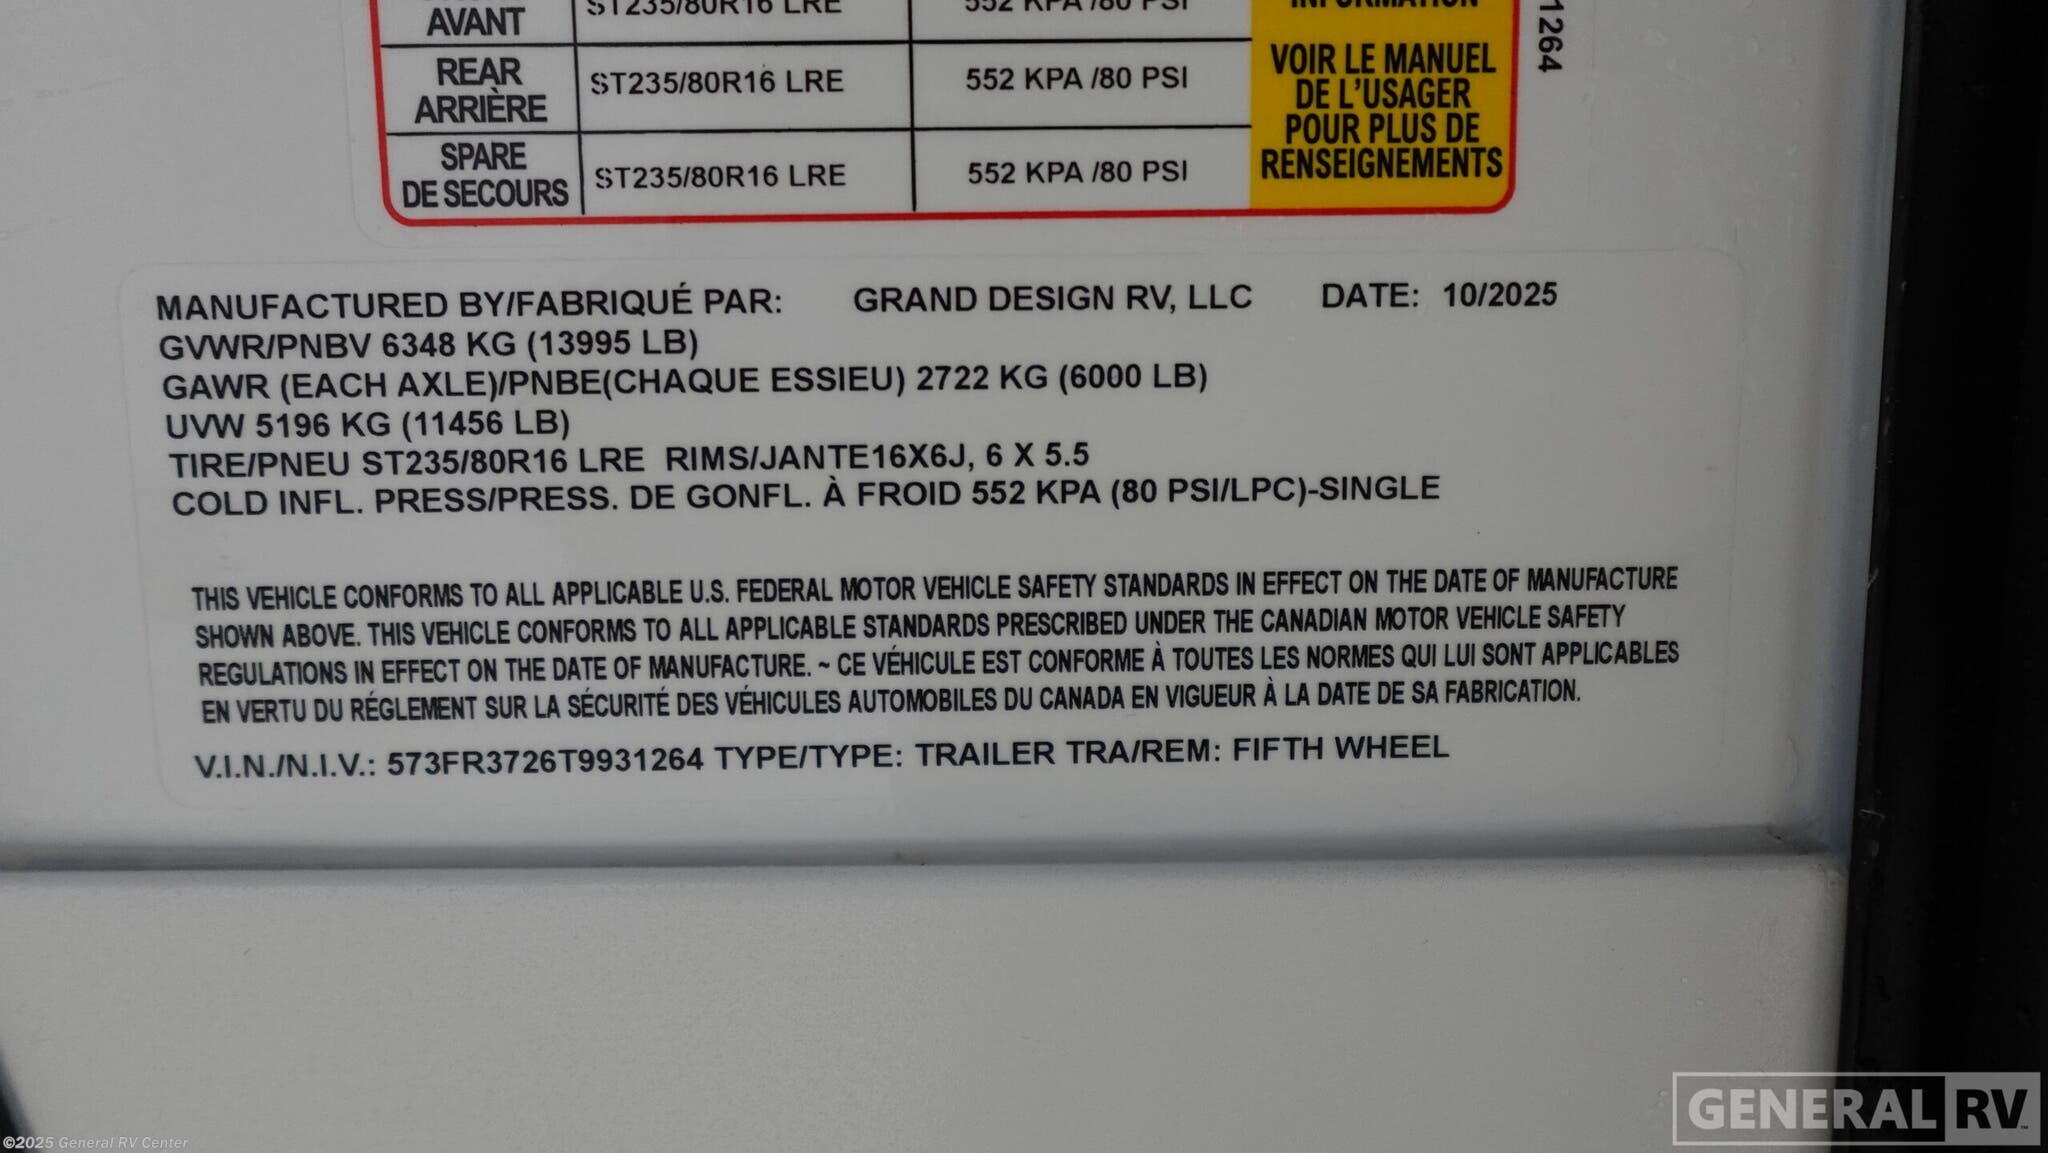 AVANT
ST235/80R16 LRE
552 KPA /80 PSI
INFORMATION
REAR
ARRIÈRE
ST235/80R16 LRE
552 KPA /80 PSI
SPARE
DE SECOURS
ST235/80R16 LRE
552 KPA /80 PSI
VOIR LE MANUEL
DE L'USAGER
POUR PLUS DE
RENSEIGNEMENTS
1264
MANUFACTURED BY/FABRIQUÉ PAR: GRAND DESIGN RV, LLC DATE: 10/2025
GVWR/PNBV 6348 KG (13995 LB)
GAWR (EACH AXLE)/PNBE(CHAQUE ESSIEU) 2722 KG (6000 LB)
UVW 5196 KG (11456 LB)
TIRE/PNEU ST235/80R16 LRE RIMS/JANTE16X6J, 6 X 5.5
COLD INFL. PRESS/PRESS. DE GONFL. À FROID 552 KPA (80 PSI/LPC)-SINGLE
THIS VEHICLE CONFORMS TO ALL APPLICABLE U.S. FEDERAL MOTOR VEHICLE SAFETY STANDARDS IN EFFECT ON THE DATE OF MANUFACTURE
SHOWN ABOVE. THIS VEHICLE CONFORMS TO ALL APPLICABLE STANDARDS PRESCRIBED UNDER THE CANADIAN MOTOR VEHICLE SAFETY
REGULATIONS IN EFFECT ON THE DATE OF MANUFACTURE. ~ CE VÉHICULE EST CONFORME À TOUTES LES NORMES QUI LUI SONT APPLICABLES
EN VERTU DU RÉGLEMENT SUR LA SÉCURITÉ DES VÉHICULES AUTOMOBILES DU CANADA EN VIGUEUR À LA DATE DE SA FABRICATION.
V.I.N./N.I.V.: 573FR3726T9931264 TYPE/TYPE: TRAILER TRA/REM: FIFTH WHEEL
GENERAL RV
©2025 General RV Center